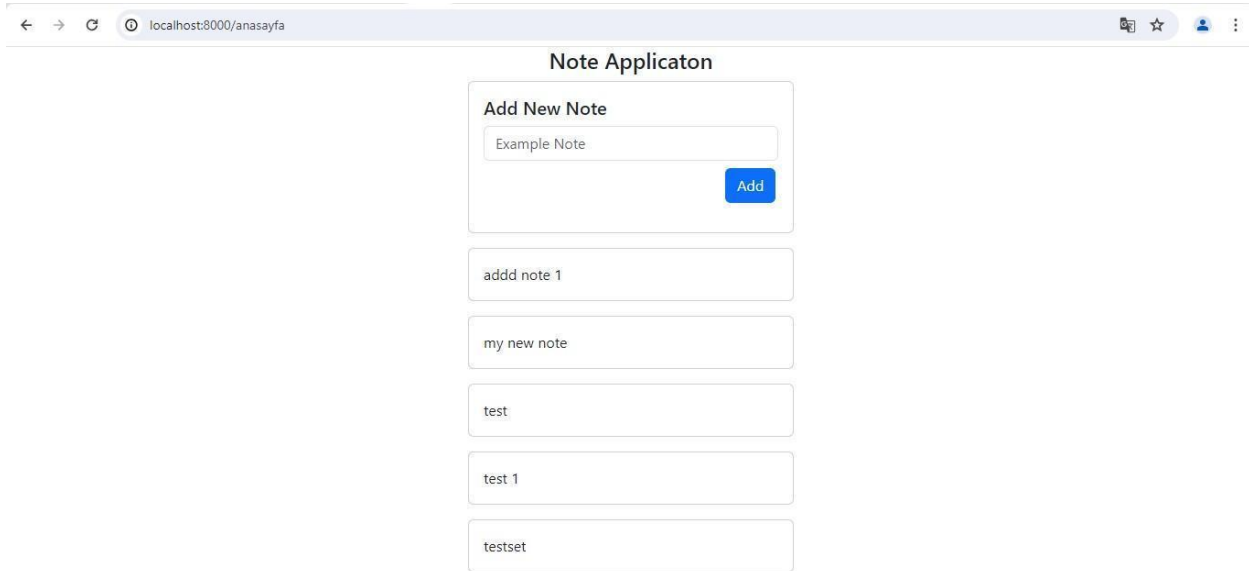 localhost:8000/anasayfa
Note Applicaton
Add New Note
Example Note
Add
addd note 1
my new note
test
test 1
testset